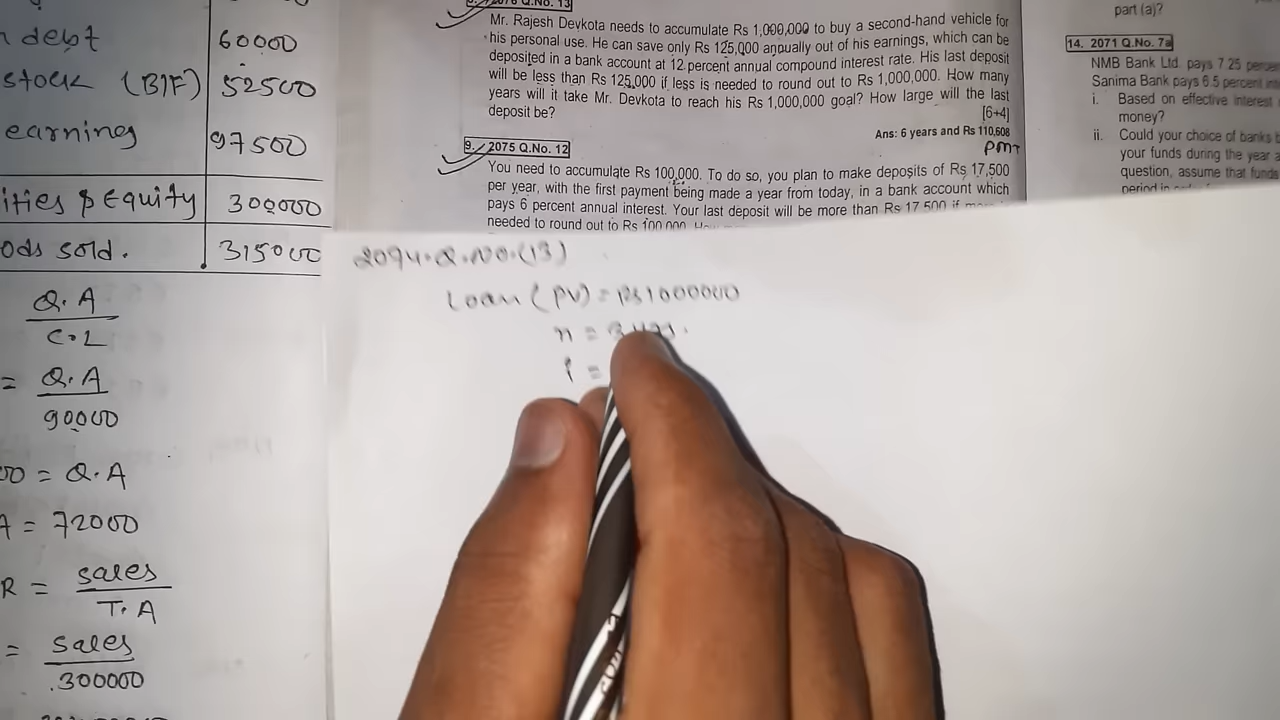 n debt 60000
stock (B/F) 52500
earning 97500
ities & Equity 300000
ods sold. 315000
Q.A
C.L
= Q.A
90000
00 = Q.A
A = 72000
R = sales
T.A
= sales
.300000
2076 Q.No. 13
Mr. Rajesh Devkota needs to accumulate Rs 1,000,000 to buy a second-hand vehicle for
his personal use. He can save only Rs 125,000 annually out of his earnings, which can be
deposited in a bank account at 12 percent annual compound interest rate. His last deposit
will be less than Rs 125,000 if less is needed to round out to Rs 1,000,000. How many
years will it take Mr. Devkota to reach his Rs 1,000,000 goal? How large will the last
deposit be? [6+4]
Ans: 6 years and Rs 110,608
PMT
9. 2075 Q.No. 12
You need to accumulate Rs 100,000. To do so, you plan to make deposits of Rs 17,500
per year, with the first payment being made a year from today, in a bank account which
pays 6 percent annual interest. Your last deposit will be more than Rs 17,500 if
needed to round out to Rs 100,000.
2074.Q.NO.(13)
Loan (PV) = Rs 1000000
n = 3
i =
part (a)?
14. 2071 Q.No. 7a
NMB Bank Ltd. pays 7.25
Sanima Bank pays 6.5 percent
i. Based on effective interest
money?
ii. Could your choice of banks
your funds during the year
question, assume that funds
period in